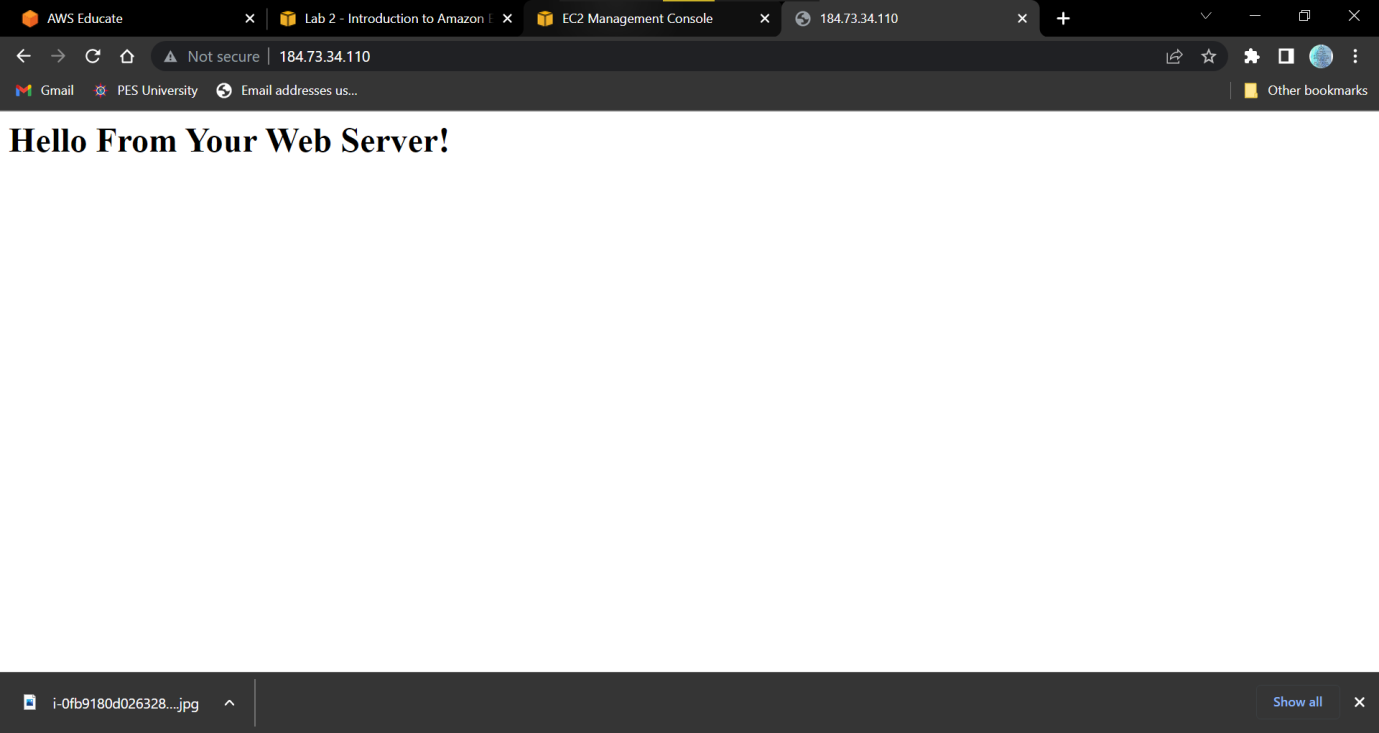 AWS Educate
Lab 2 - Introduction to Amazon E
EC2 Management Console
184.73.34.110
Not secure
184.73.34.110
Gmail
PES University
Email addresses us...
Other bookmarks
Hello From Your Web Server!
i-0fb9180d026328....jpg
Show all